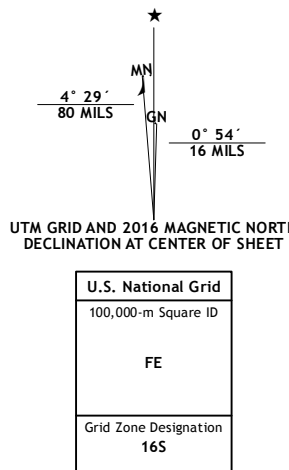 MN
GN
4° 29´
80 MILS
0° 54´
16 MILS
UTM GRID AND 2016 MAGNETIC NORTH
DECLINATION AT CENTER OF SHEET
U.S. National Grid
100,000-m Square ID
FE
Grid Zone Designation
16S